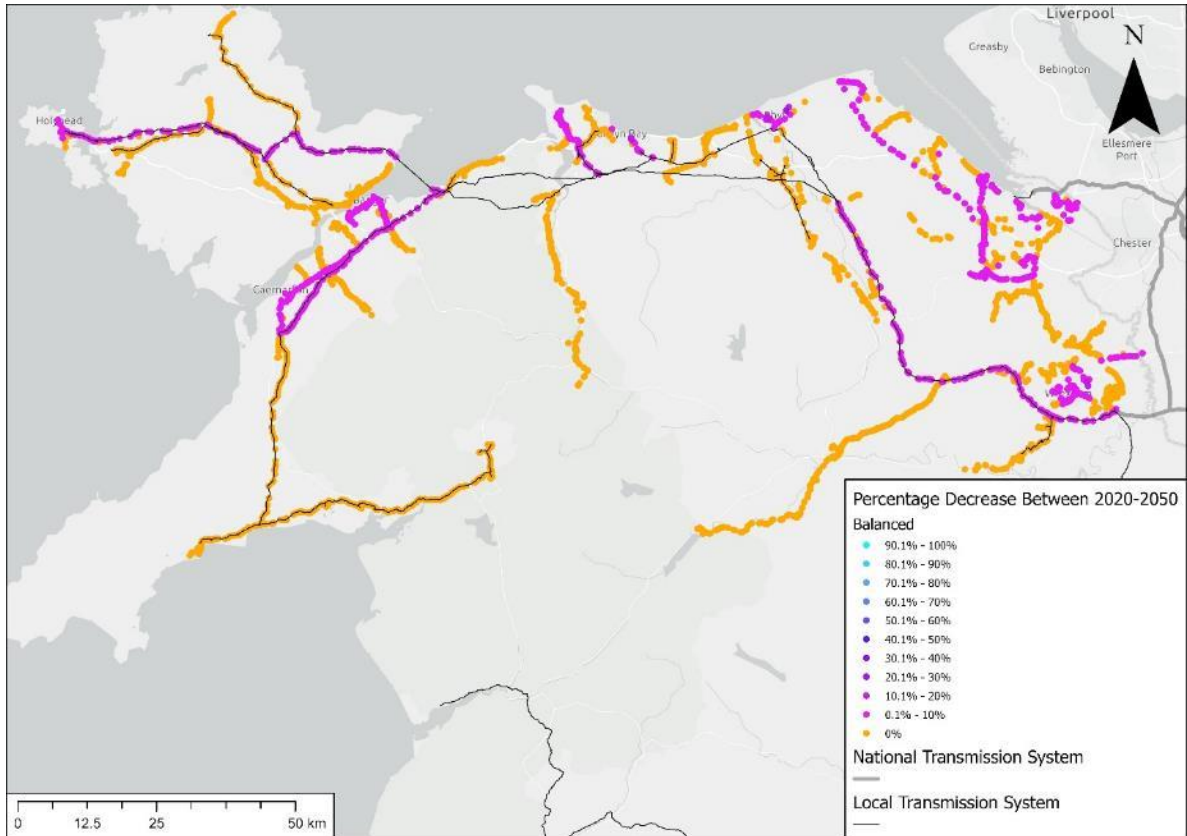 Liverpool
N
Greasby
Bebington
Ellesmere
Port
Bay
Chester
Percentage Decrease Between 2020-2050
Balanced
90.1% - 100%
80.1% - 90%
70.1% - 80%
60.1% - 70%
50.1% - 60%
40.1% - 50%
30.1% - 40%
20.1% - 30%
10.1% - 20%
0.1% - 10%
0%
National Transmission System
Local Transmission System
0 12.5 25 50 km